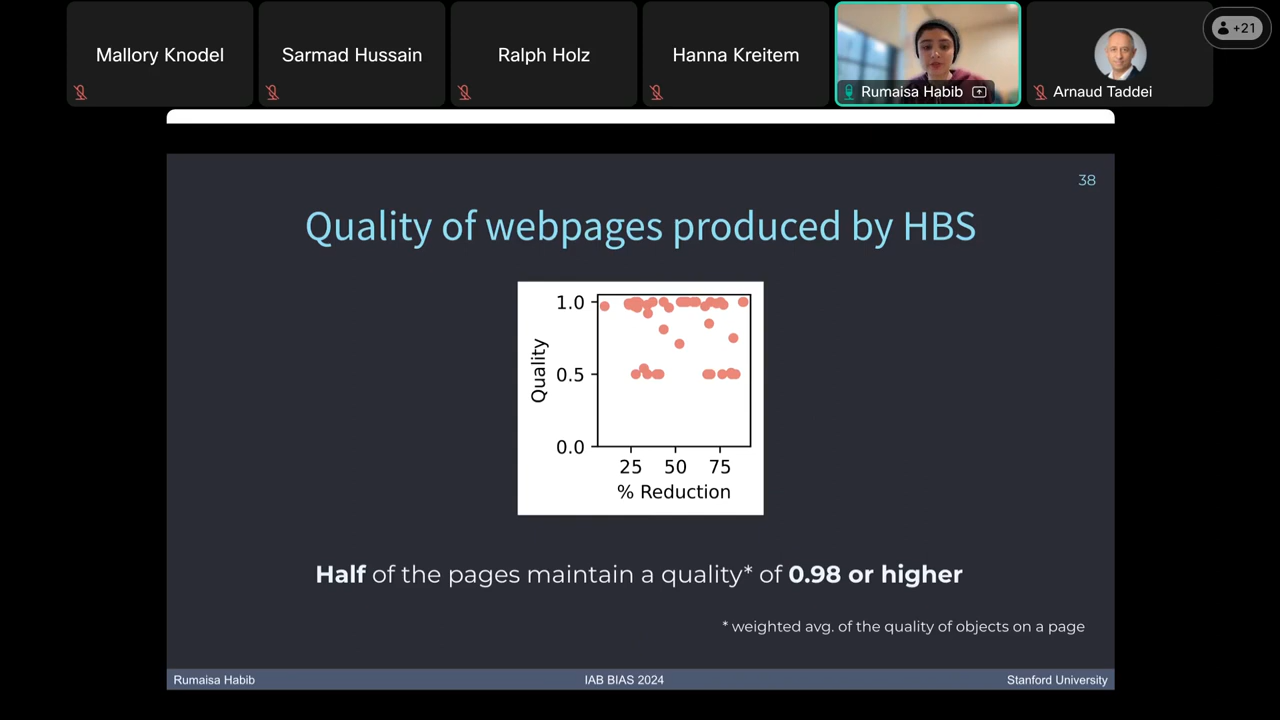 Mallory Knodel
Sarmad Hussain
Ralph Holz
Hanna Kreitem
Rumaisa Habib
Arnaud Taddei
+21
38
Quality of webpages produced by HBS
1.0
0.5
0.0
Quality
25 50 75
% Reduction
Half of the pages maintain a quality* of 0.98 or higher
* weighted avg. of the quality of objects on a page
Rumaisa Habib IAB BIAS 2024 Stanford University